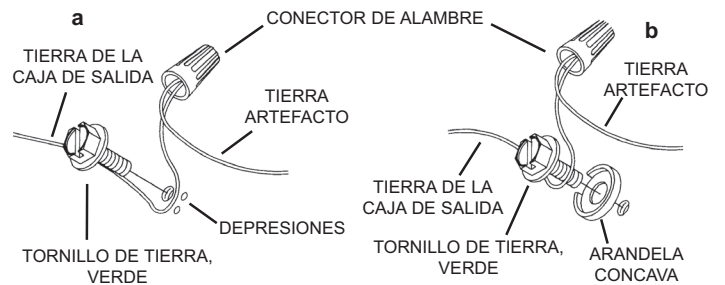 a
CONECTOR DE ALAMBRE
b
TIERRA DE LA
CAJA DE SALIDA
TIERRA
ARTEFACTO
TIERRA
ARTEFACTO
TIERRA DE LA
CAJA DE SALIDA
DEPRESIONES
TORNILLO DE TIERRA,
VERDE
TORNILLO DE TIERRA,
VERDE
ARANDELA
CONCAVA